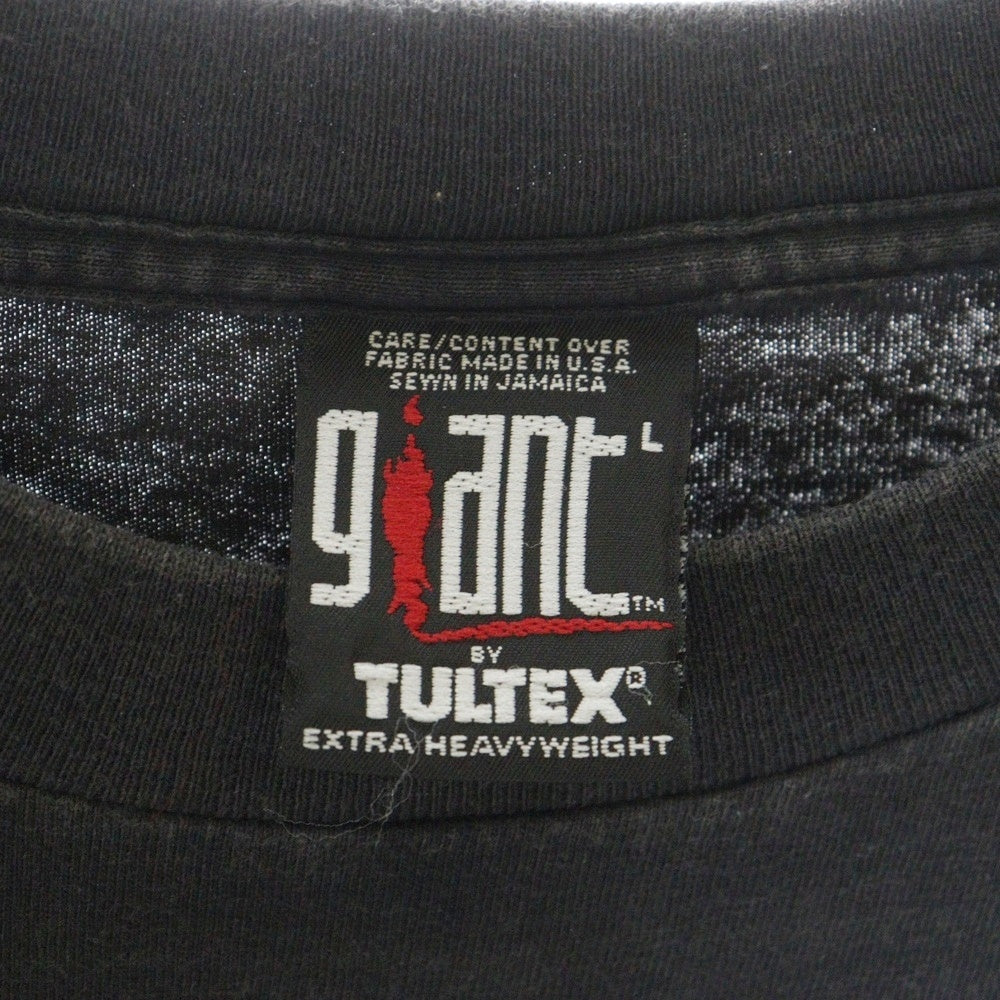 CARE/CONTENT OVER
FABRIC MADE IN U.S.A.
SEWN IN JAMAICA
giant L
TM
BY
TULTEX®
EXTRA HEAVYWEIGHT